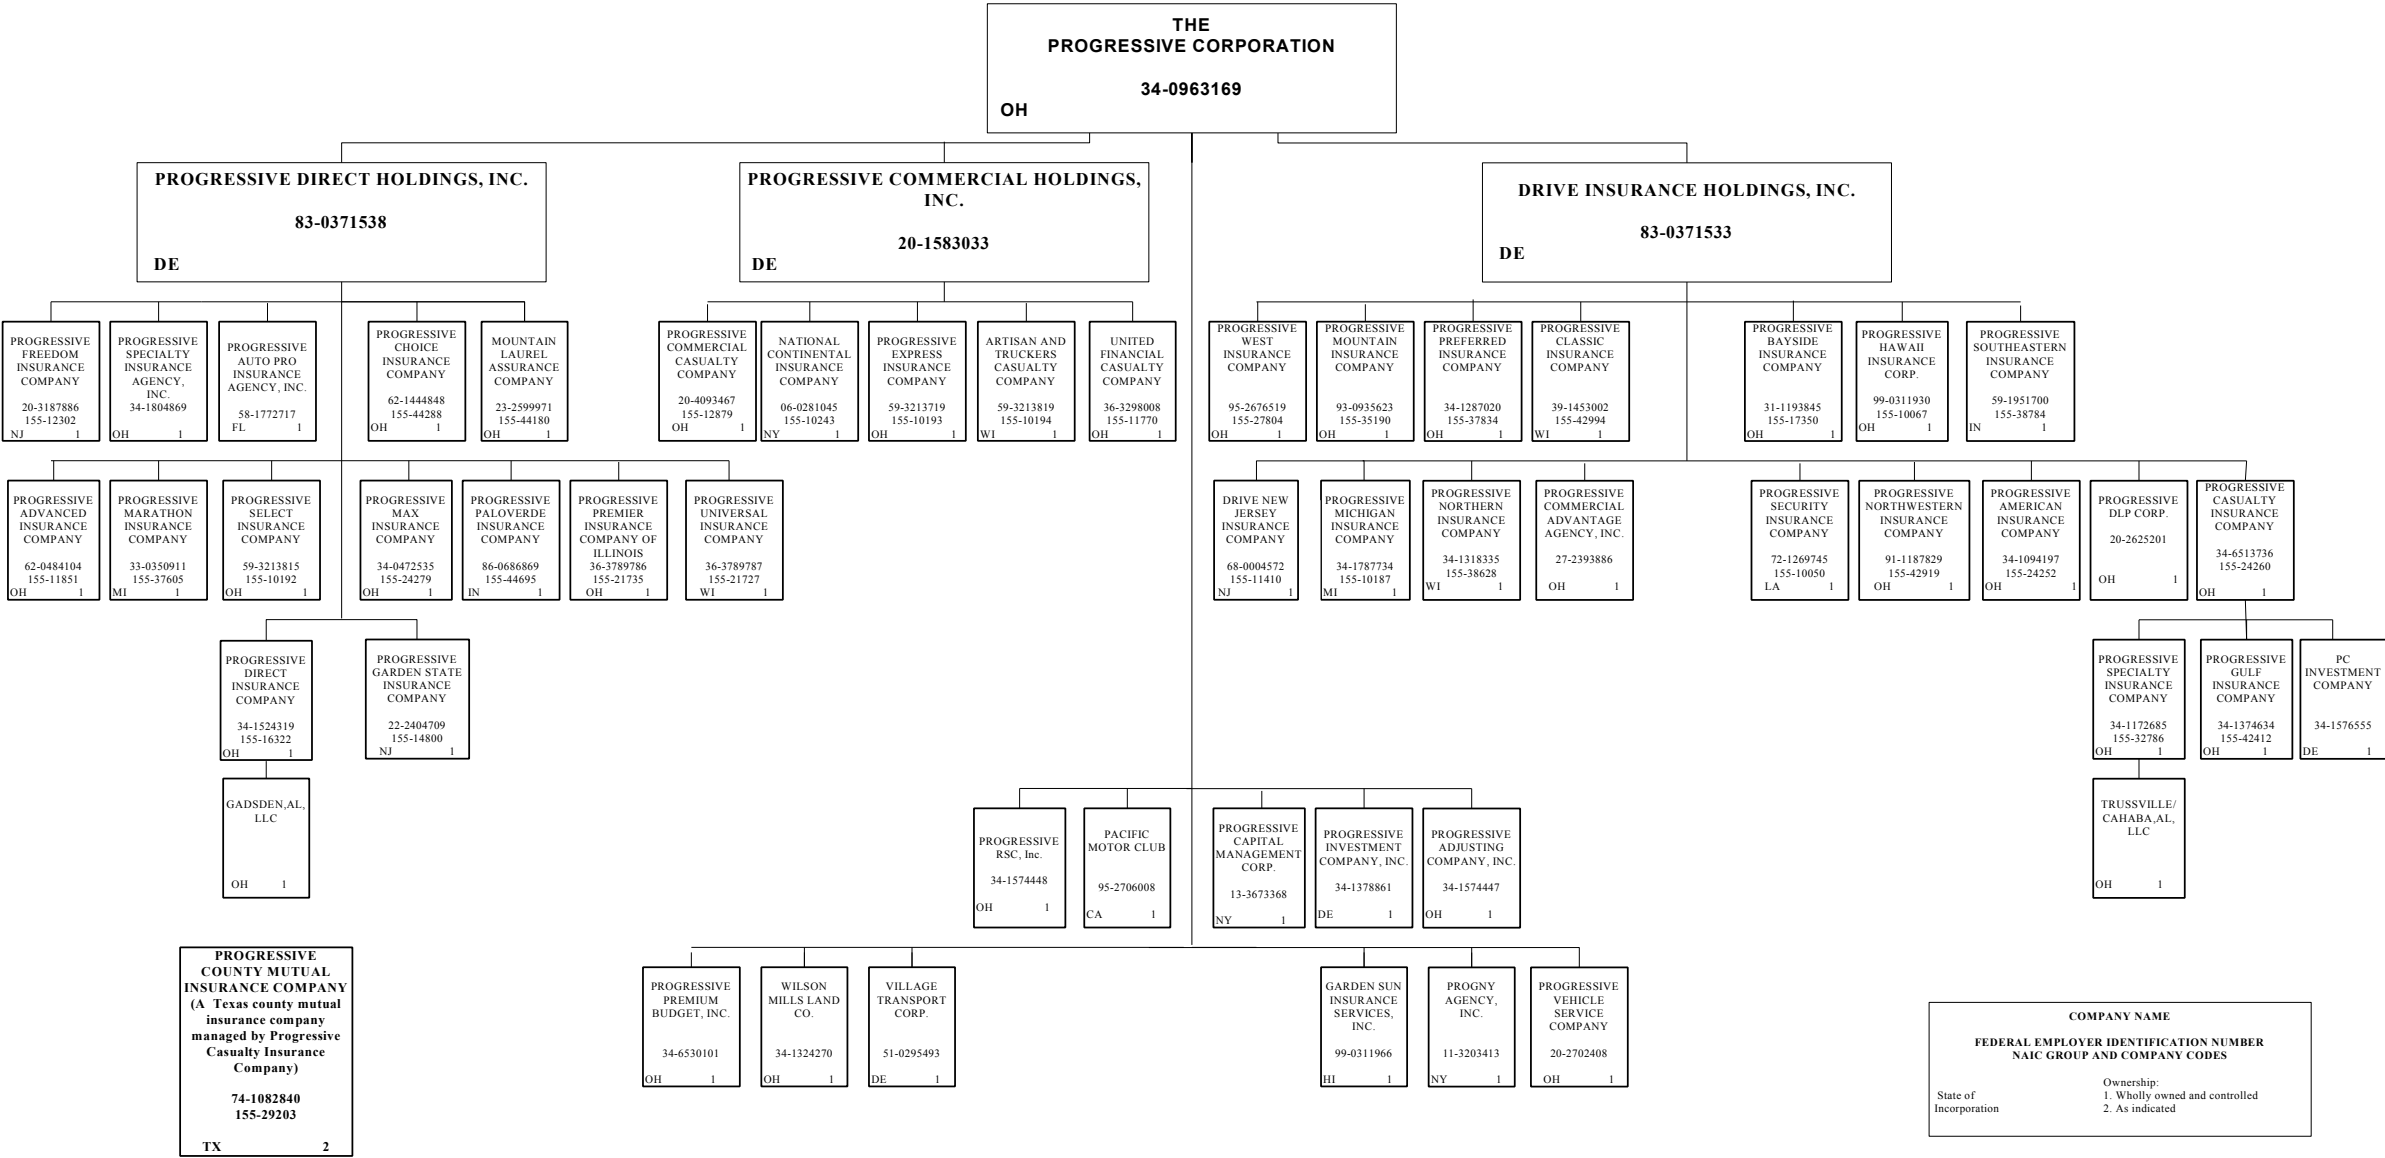 THE
PROGRESSIVE CORPORATION
34-0963169
OH
PROGRESSIVE DIRECT HOLDINGS, INC.
83-0371538
DE
PROGRESSIVE COMMERCIAL HOLDINGS,
INC.
20-1583033
DE
DRIVE INSURANCE HOLDINGS, INC.
83-0371533
DE
PROGRESSIVE
FREEDOM
INSURANCE
COMPANY
20-3187886
155-12302
NJ 1
PROGRESSIVE
SPECIALTY
INSURANCE
AGENCY,
INC.
34-1804869
OH 1
PROGRESSIVE
AUTO PRO
INSURANCE
AGENCY, INC.
58-1772717
FL 1
PROGRESSIVE
CHOICE
INSURANCE
COMPANY
62-1444848
155-44288
OH 1
MOUNTAIN
LAUREL
ASSURANCE
COMPANY
23-2599971
155-44180
OH 1
PROGRESSIVE
COMMERCIAL
CASUALTY
COMPANY
20-4093467
155-12879
OH 1
NATIONAL
CONTINENTAL
INSURANCE
COMPANY
06-0281045
155-10243
NY 1
PROGRESSIVE
EXPRESS
INSURANCE
COMPANY
59-3213719
155-10193
OH 1
ARTISAN AND
TRUCKERS
CASUALTY
COMPANY
59-3213819
155-10194
WI 1
UNITED
FINANCIAL
CASUALTY
COMPANY
36-3298008
155-11770
OH 1
PROGRESSIVE
WEST
INSURANCE
COMPANY
95-2676519
155-27804
OH 1
PROGRESSIVE
MOUNTAIN
INSURANCE
COMPANY
93-0935623
155-35190
OH 1
PROGRESSIVE
PREFERRED
INSURANCE
COMPANY
34-1287020
155-37834
OH 1
PROGRESSIVE
CLASSIC
INSURANCE
COMPANY
39-1453002
155-42994
WI 1
PROGRESSIVE
BAYSIDE
INSURANCE
COMPANY
31-1193845
155-17350
OH 1
PROGRESSIVE
HAWAII
INSURANCE
CORP.
99-0311930
155-10067
OH 1
PROGRESSIVE
SOUTHEASTERN
INSURANCE
COMPANY
59-1951700
155-38784
IN 1
PROGRESSIVE
ADVANCED
INSURANCE
COMPANY
62-0484104
155-11851
OH 1
PROGRESSIVE
MARATHON
INSURANCE
COMPANY
33-0350911
155-37605
MI 1
PROGRESSIVE
SELECT
INSURANCE
COMPANY
59-3213815
155-10192
OH 1
PROGRESSIVE
MAX
INSURANCE
COMPANY
34-0472535
155-24279
OH 1
PROGRESSIVE
PALOVERDE
INSURANCE
COMPANY
86-0686869
155-44695
IN 1
PROGRESSIVE
PREMIER
INSURANCE
COMPANY OF
ILLINOIS
36-3789786
155-21735
OH 1
PROGRESSIVE
UNIVERSAL
INSURANCE
COMPANY
36-3789787
155-21727
WI 1
DRIVE NEW
JERSEY
INSURANCE
COMPANY
68-0004572
155-11410
NJ 1
PROGRESSIVE
MICHIGAN
INSURANCE
COMPANY
34-1787734
155-10187
MI 1
PROGRESSIVE
NORTHERN
INSURANCE
COMPANY
34-1318335
155-38628
WI 1
PROGRESSIVE
COMMERCIAL
ADVANTAGE
AGENCY, INC.
27-2393886
OH 1
PROGRESSIVE
SECURITY
INSURANCE
COMPANY
72-1269745
155-10050
LA 1
PROGRESSIVE
NORTHWESTERN
INSURANCE
COMPANY
91-1187829
155-42919
OH 1
PROGRESSIVE
AMERICAN
INSURANCE
COMPANY
34-1094197
155-24252
OH 1
PROGRESSIVE
DLP CORP.
20-2625201
OH 1
PROGRESSIVE
CASUALTY
INSURANCE
COMPANY
34-6513736
155-24260
OH 1
PROGRESSIVE
DIRECT
INSURANCE
COMPANY
34-1524319
155-16322
OH 1
PROGRESSIVE
GARDEN STATE
INSURANCE
COMPANY
22-2404709
155-14800
NJ 1
PROGRESSIVE
SPECIALTY
INSURANCE
COMPANY
34-1172685
155-32786
OH 1
PROGRESSIVE
GULF
INSURANCE
COMPANY
34-1374634
155-42412
OH 1
PC
INVESTMENT
COMPANY
34-1576555
DE 1
GADSDEN,AL,
LLC
OH 1
TRUSSVILLE/
CAHABA,AL,
LLC
OH 1
PROGRESSIVE
RSC, Inc.
34-1574448
OH 1
PACIFIC
MOTOR CLUB
95-2706008
CA 1
PROGRESSIVE
CAPITAL
MANAGEMENT
CORP.
13-3673368
NY 1
PROGRESSIVE
INVESTMENT
COMPANY, INC.
34-1378861
DE 1
PROGRESSIVE
ADJUSTING
COMPANY, INC.
34-1574447
OH 1
PROGRESSIVE
COUNTY MUTUAL
INSURANCE COMPANY
(A Texas county mutual
insurance company
managed by Progressive
Casualty Insurance
Company)
74-1082840
155-29203
TX 2
PROGRESSIVE
PREMIUM
BUDGET, INC.
34-6530101
OH 1
WILSON
MILLS LAND
CO.
34-1324270
OH 1
VILLAGE
TRANSPORT
CORP.
51-0295493
DE 1
GARDEN SUN
INSURANCE
SERVICES,
INC.
99-0311966
HI 1
PROGNY
AGENCY,
INC.
11-3203413
NY 1
PROGRESSIVE
VEHICLE
SERVICE
COMPANY
20-2702408
OH 1
COMPANY NAME
FEDERAL EMPLOYER IDENTIFICATION NUMBER
NAIC GROUP AND COMPANY CODES
Ownership:
State of 1. Wholly owned and controlled
Incorporation 2. As indicated